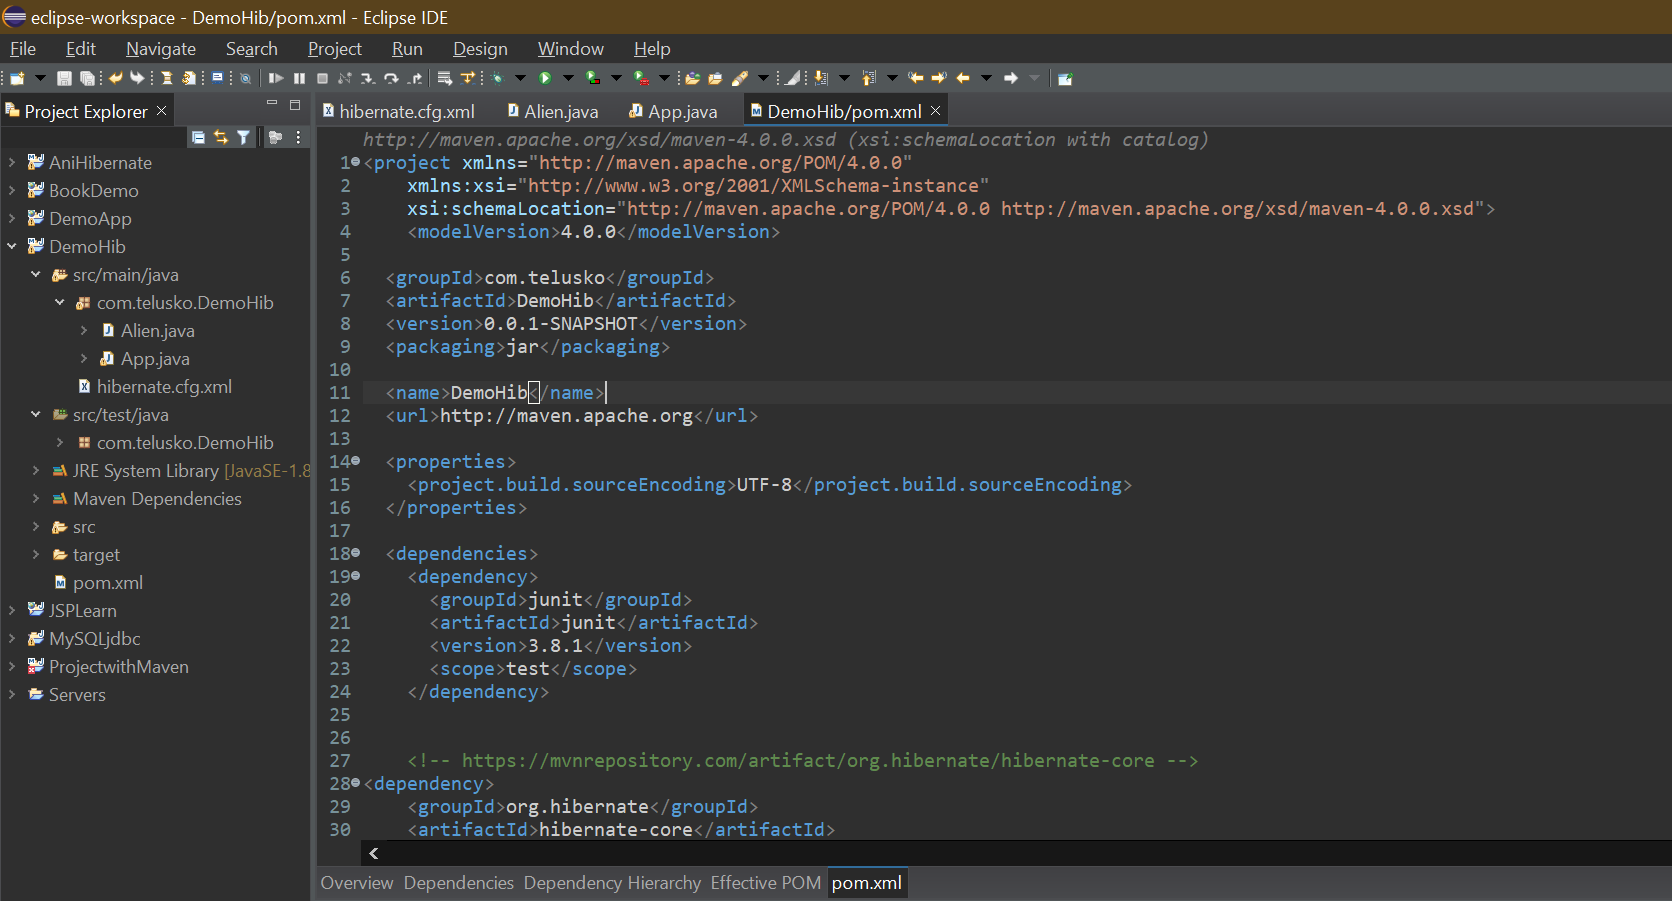 eclipse-workspace - DemoHib/pom.xml - Eclipse IDE
File Edit Navigate Search Project Run Design Window Help
Project Explorer
AniHibernate
BookDemo
DemoApp
DemoHib
src/main/java
com.telusko.DemoHib
Alien.java
App.java
hibernate.cfg.xml
src/test/java
com.telusko.DemoHib
JRE System Library [JavaSE-1.8
Maven Dependencies
src
target
pom.xml
JSPLearn
MySQLjdbc
ProjectwithMaven
Servers
hibernate.cfg.xml Alien.java App.java DemoHib/pom.xml
http://maven.apache.org/xsd/maven-4.0.0.xsd (xsi:schemaLocation with catalog)
1 <project xmlns="http://maven.apache.org/POM/4.0.0"
2 xmlns:xsi="http://www.w3.org/2001/XMLSchema-instance"
3 xsi:schemaLocation="http://maven.apache.org/POM/4.0.0 http://maven.apache.org/xsd/maven-4.0.0.xsd">
4 <modelVersion>4.0.0</modelVersion>
5
6 <groupId>com.telusko</groupId>
7 <artifactId>DemoHib</artifactId>
8 <version>0.0.1-SNAPSHOT</version>
9 <packaging>jar</packaging>
10
11 <name>DemoHib</name>
12 <url>http://maven.apache.org</url>
13
14 <properties>
15 <project.build.sourceEncoding>UTF-8</project.build.sourceEncoding>
16 </properties>
17
18 <dependencies>
19 <dependency>
20 <groupId>junit</groupId>
21 <artifactId>junit</artifactId>
22 <version>3.8.1</version>
23 <scope>test</scope>
24 </dependency>
25
26
27 <!-- https://mvnrepository.com/artifact/org.hibernate/hibernate-core -->
28 <dependency>
29 <groupId>org.hibernate</groupId>
30 <artifactId>hibernate-core</artifactId>
Overview Dependencies Dependency Hierarchy Effective POM pom.xml